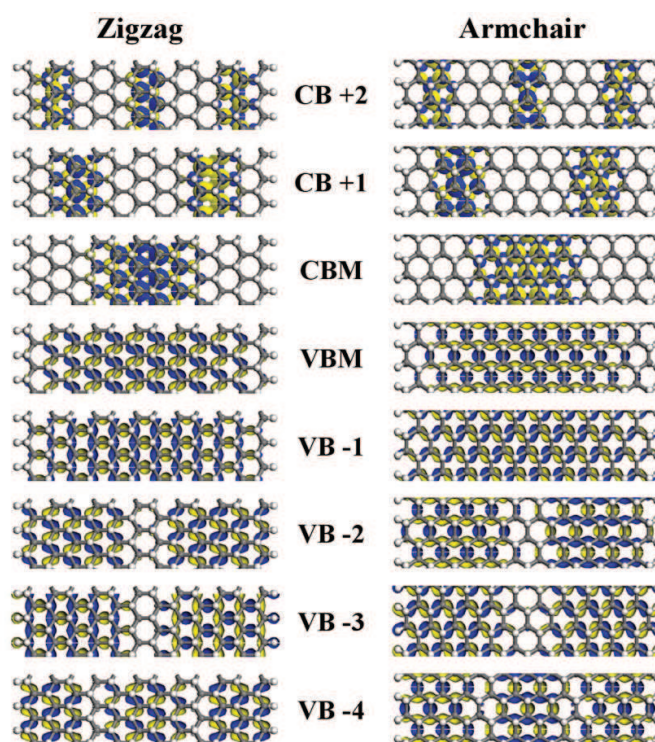 Zigzag
Armchair
CB +2
CB +1
CBM
VBM
VB -1
VB -2
VB -3
VB -4